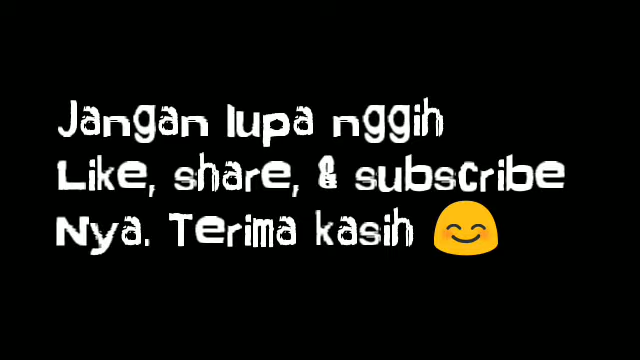 Jangan lupa nggih
Like, share, & subscribe
Nya. Terima kasih 😊